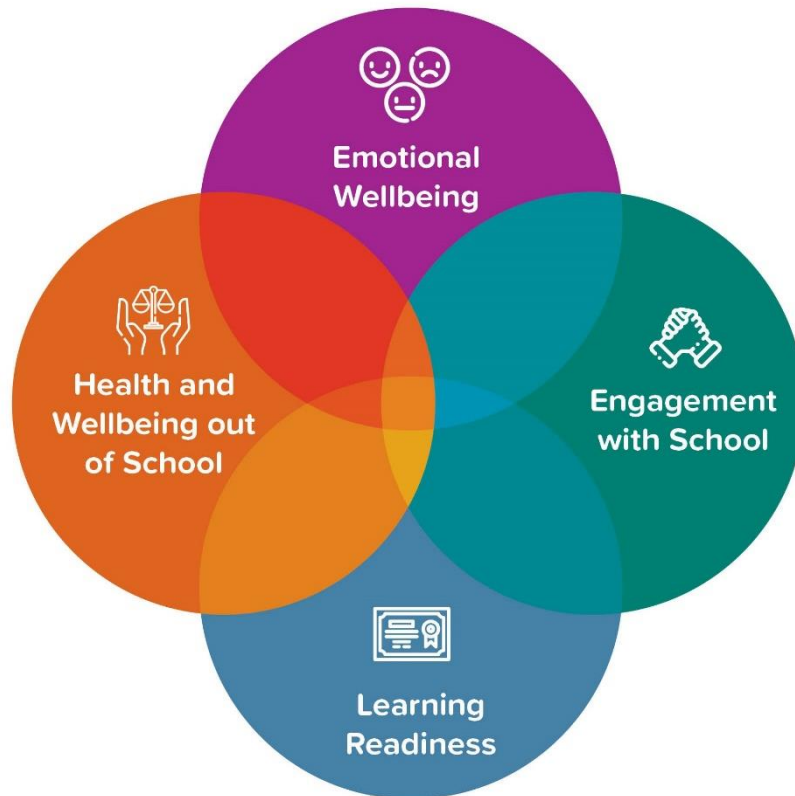 Emotional
Wellbeing
Health and
Wellbeing out
of School
Engagement
with School
Learning
Readiness